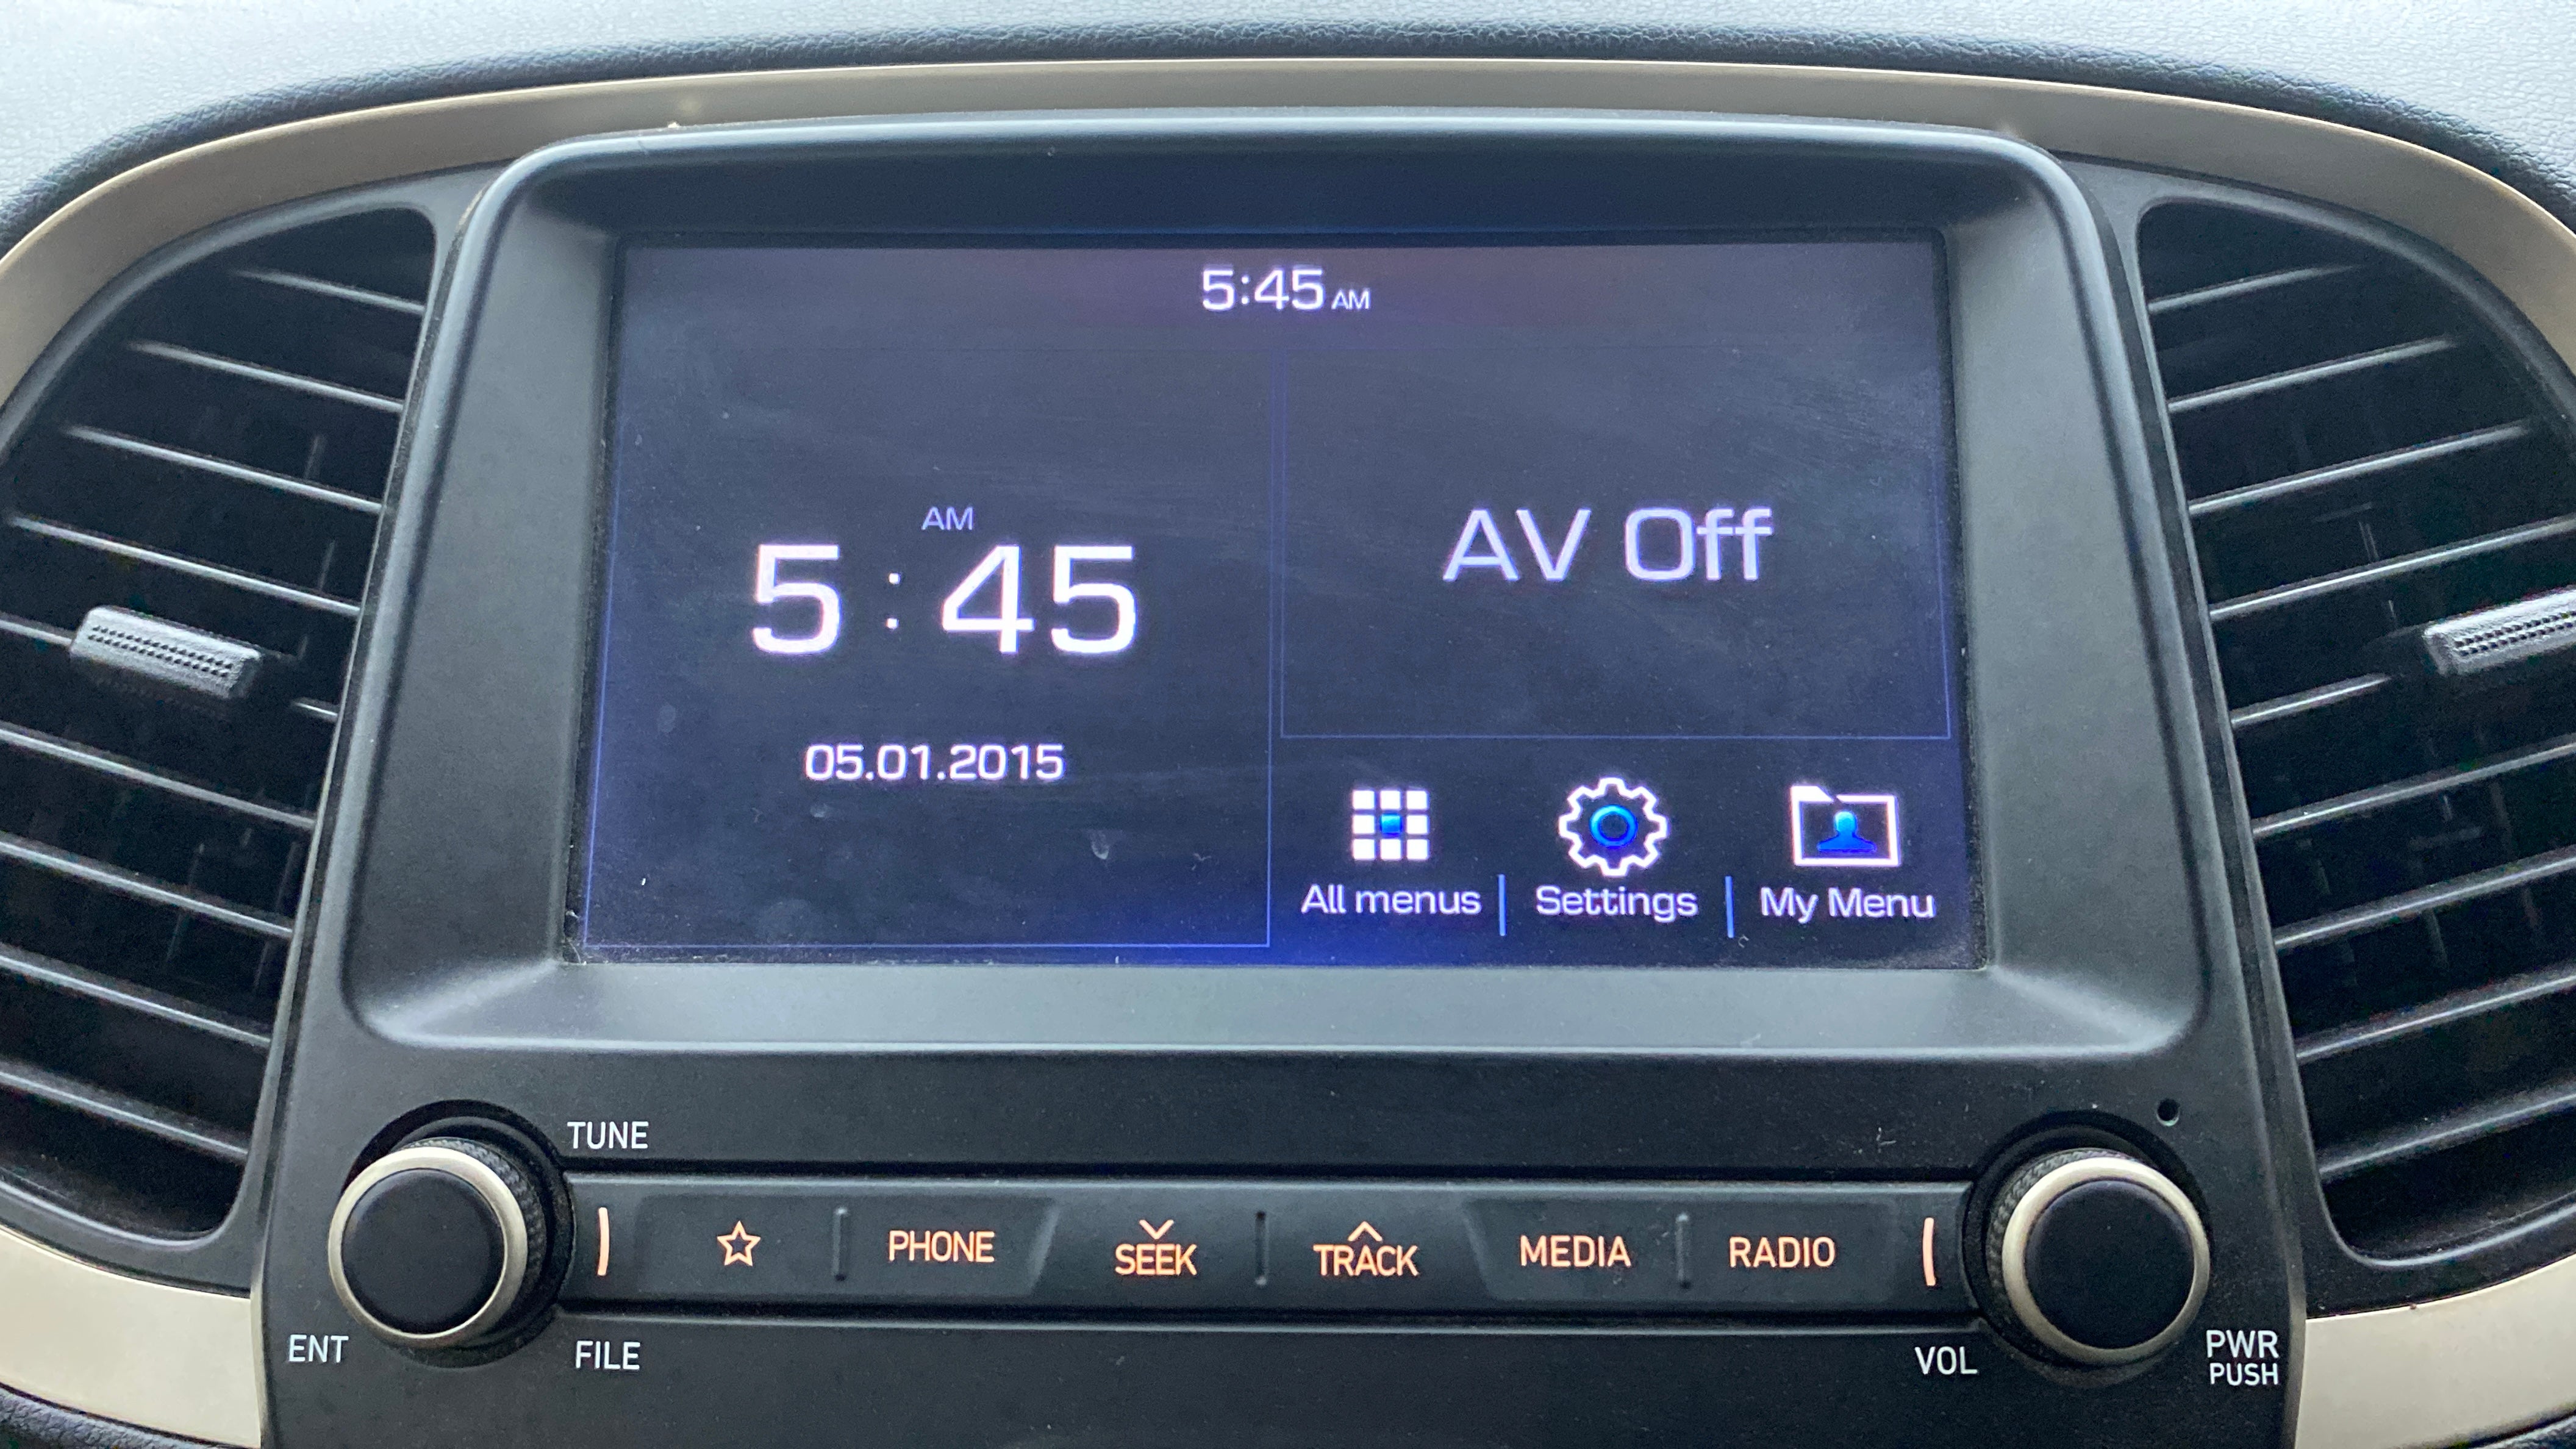 5:45 AM
AM
5:45
05.01.2015
AV Off
All menus | Settings | My Menu
TUNE
PHONE SEEK TRACK MEDIA RADIO
ENT FILE VOL PWR
PUSH